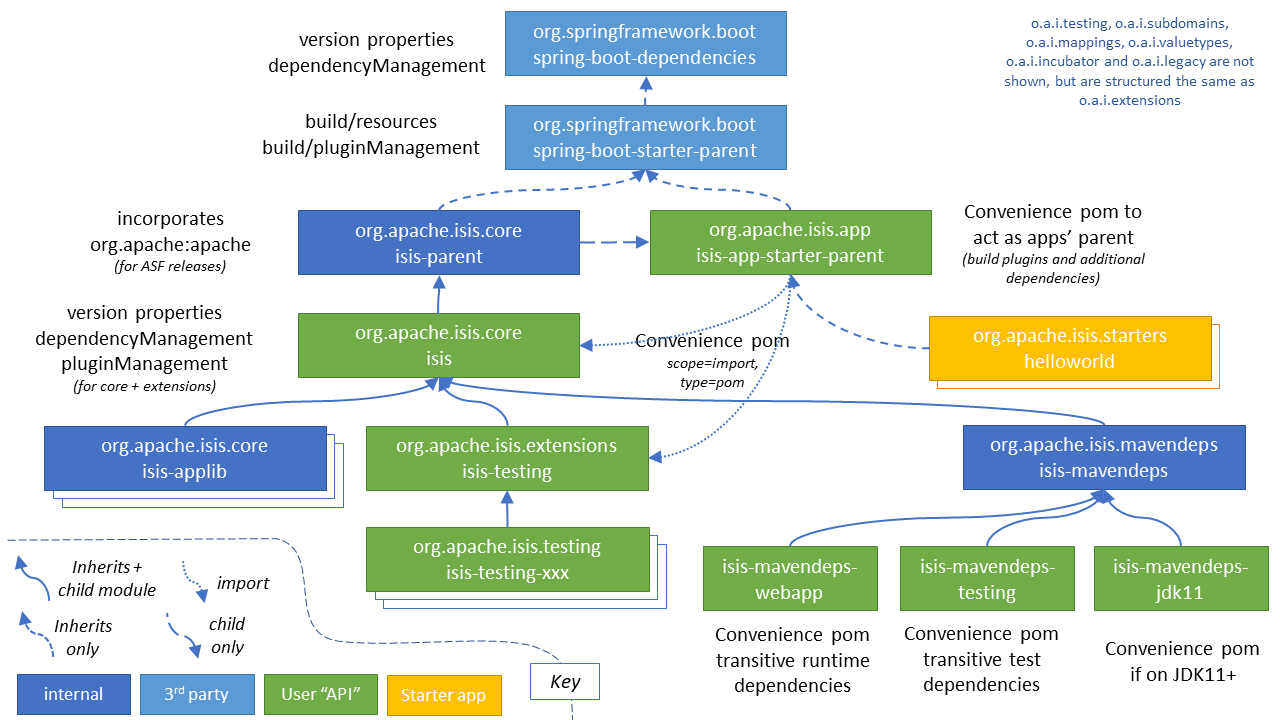 version properties
dependencyManagement
org.springframework.boot
spring-boot-dependencies
o.a.i.testing, o.a.i.subdomains,
o.a.i.mappings, o.a.i.valuetypes,
o.a.i.incubator and o.a.i.legacy are not
shown, but are structured the same as
o.a.i.extensions
build/resources
build/pluginManagement
org.springframework.boot
spring-boot-starter-parent
incorporates
org.apache:apache
(for ASF releases)
org.apache.isis.core
isis-parent
org.apache.isis.app
isis-app-starter-parent
Convenience pom to
act as apps’ parent
(build plugins and additional
dependencies)
version properties
dependencyManagement
pluginManagement
(for core + extensions)
org.apache.isis.core
isis
Convenience pom
scope=import,
type=pom
org.apache.isis.starters
helloworld
org.apache.isis.core
isis-applib
org.apache.isis.extensions
isis-testing
org.apache.isis.mavendeps
isis-mavendeps
org.apache.isis.testing
isis-testing-xxx
isis-mavendeps-
webapp
isis-mavendeps-
testing
isis-mavendeps-
jdk11
Convenience pom
transitive runtime
dependencies
Convenience pom
transitive test
dependencies
Convenience pom
if on JDK11+
Inherits +
child module
import
Inherits
only
child
only
internal
3rd party
User “API”
Starter app
Key